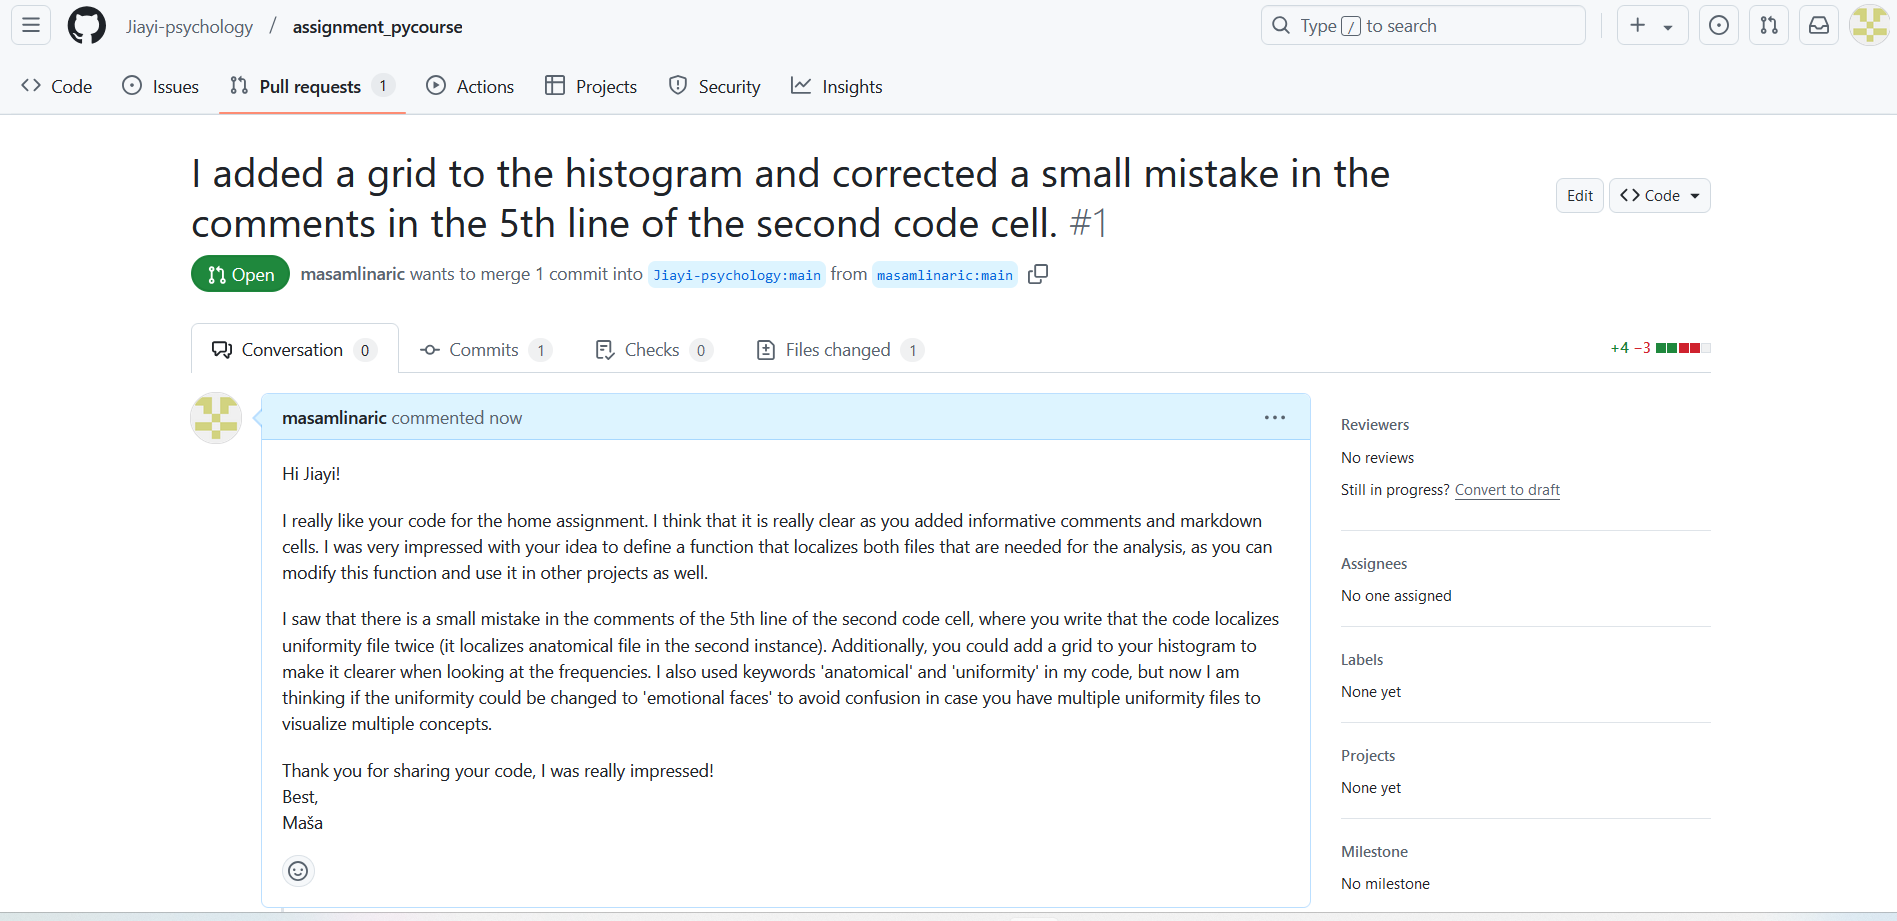 Jiayi-psychology / assignment_pycourse
Type / to search
Code
Issues
Pull requests 1
Actions
Projects
Security
Insights
I added a grid to the histogram and corrected a small mistake in the
comments in the 5th line of the second code cell. #1
Edit
Code
Open
masamlinaric wants to merge 1 commit into Jiayi-psychology:main from masamlinaric:main
Conversation 0
Commits 1
Checks 0
Files changed 1
+4 −3
masamlinaric commented now
Hi Jiayi!
I really like your code for the home assignment. I think that it is really clear as you added informative comments and markdown
cells. I was very impressed with your idea to define a function that localizes both files that are needed for the analysis, as you can
modify this function and use it in other projects as well.
I saw that there is a small mistake in the comments of the 5th line of the second code cell, where you write that the code localizes
uniformity file twice (it localizes anatomical file in the second instance). Additionally, you could add a grid to your histogram to
make it clearer when looking at the frequencies. I also used keywords 'anatomical' and 'uniformity' in my code, but now I am
thinking if the uniformity could be changed to 'emotional faces' to avoid confusion in case you have multiple uniformity files to
visualize multiple concepts.
Thank you for sharing your code, I was really impressed!
Best,
Maša
Reviewers
No reviews
Still in progress? Convert to draft
Assignees
No one assigned
Labels
None yet
Projects
None yet
Milestone
No milestone